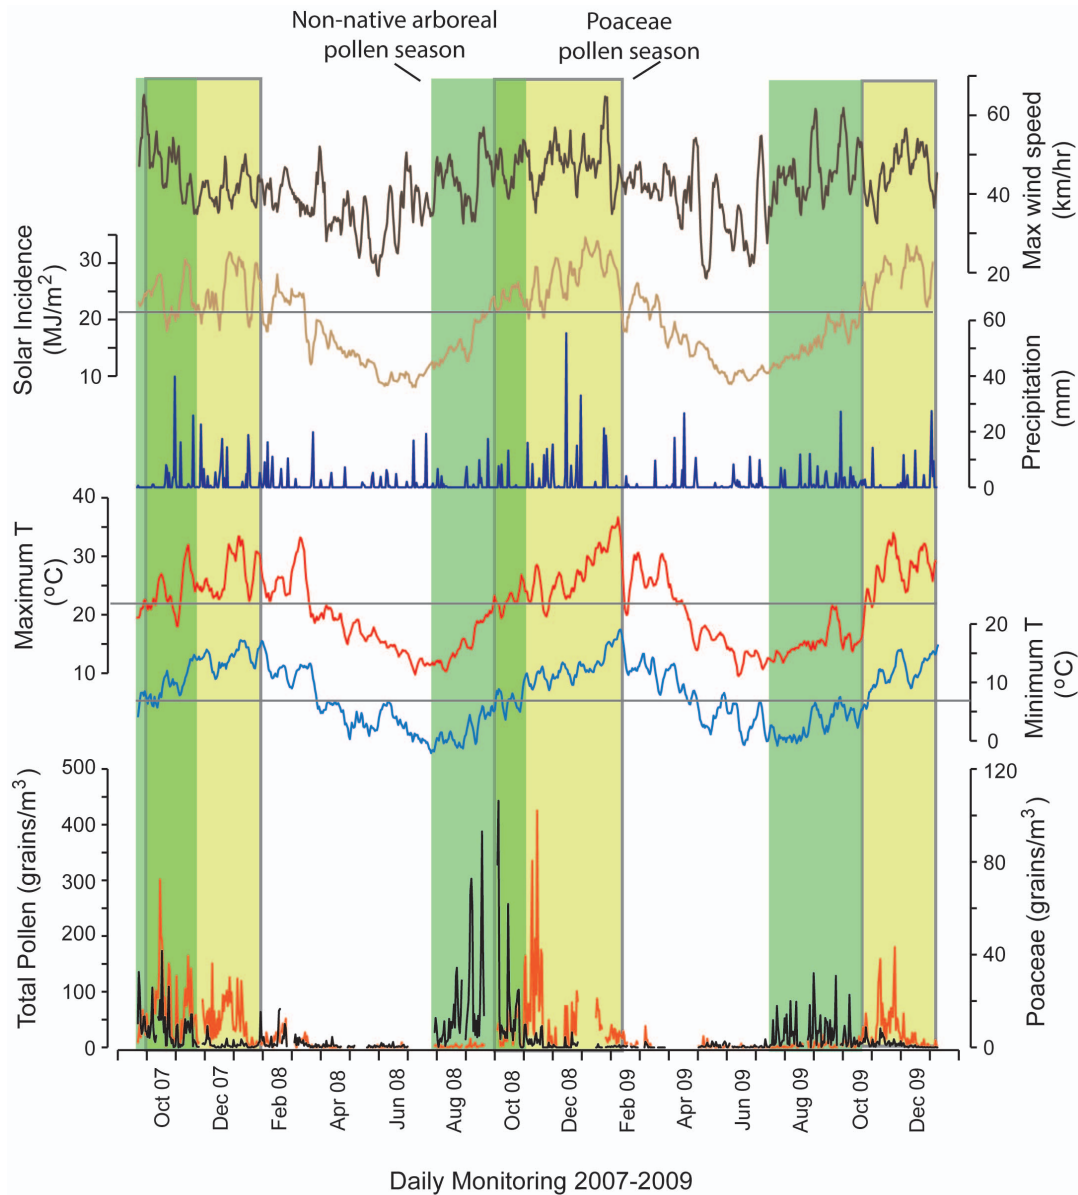 Non-native arboreal
pollen season
Poaceae
pollen season
60
40
20
Max wind speed
(km/hr)
Solar Incidence
(MJ/m2)
30
20
10
60
40
20
0
Precipitation
(mm)
Maximum T
(oC)
40
30
20
10
20
10
0
Minimum T
(oC)
Total Pollen (grains/m3)
500
400
300
200
100
0
120
80
40
0
Poaceae (grains/m3)
Oct 07
Dec 07
Feb 08
Apr 08
Jun 08
Aug 08
Oct 08
Dec 08
Feb 09
Apr 09
Jun 09
Aug 09
Oct 09
Dec 09
Daily Monitoring 2007-2009